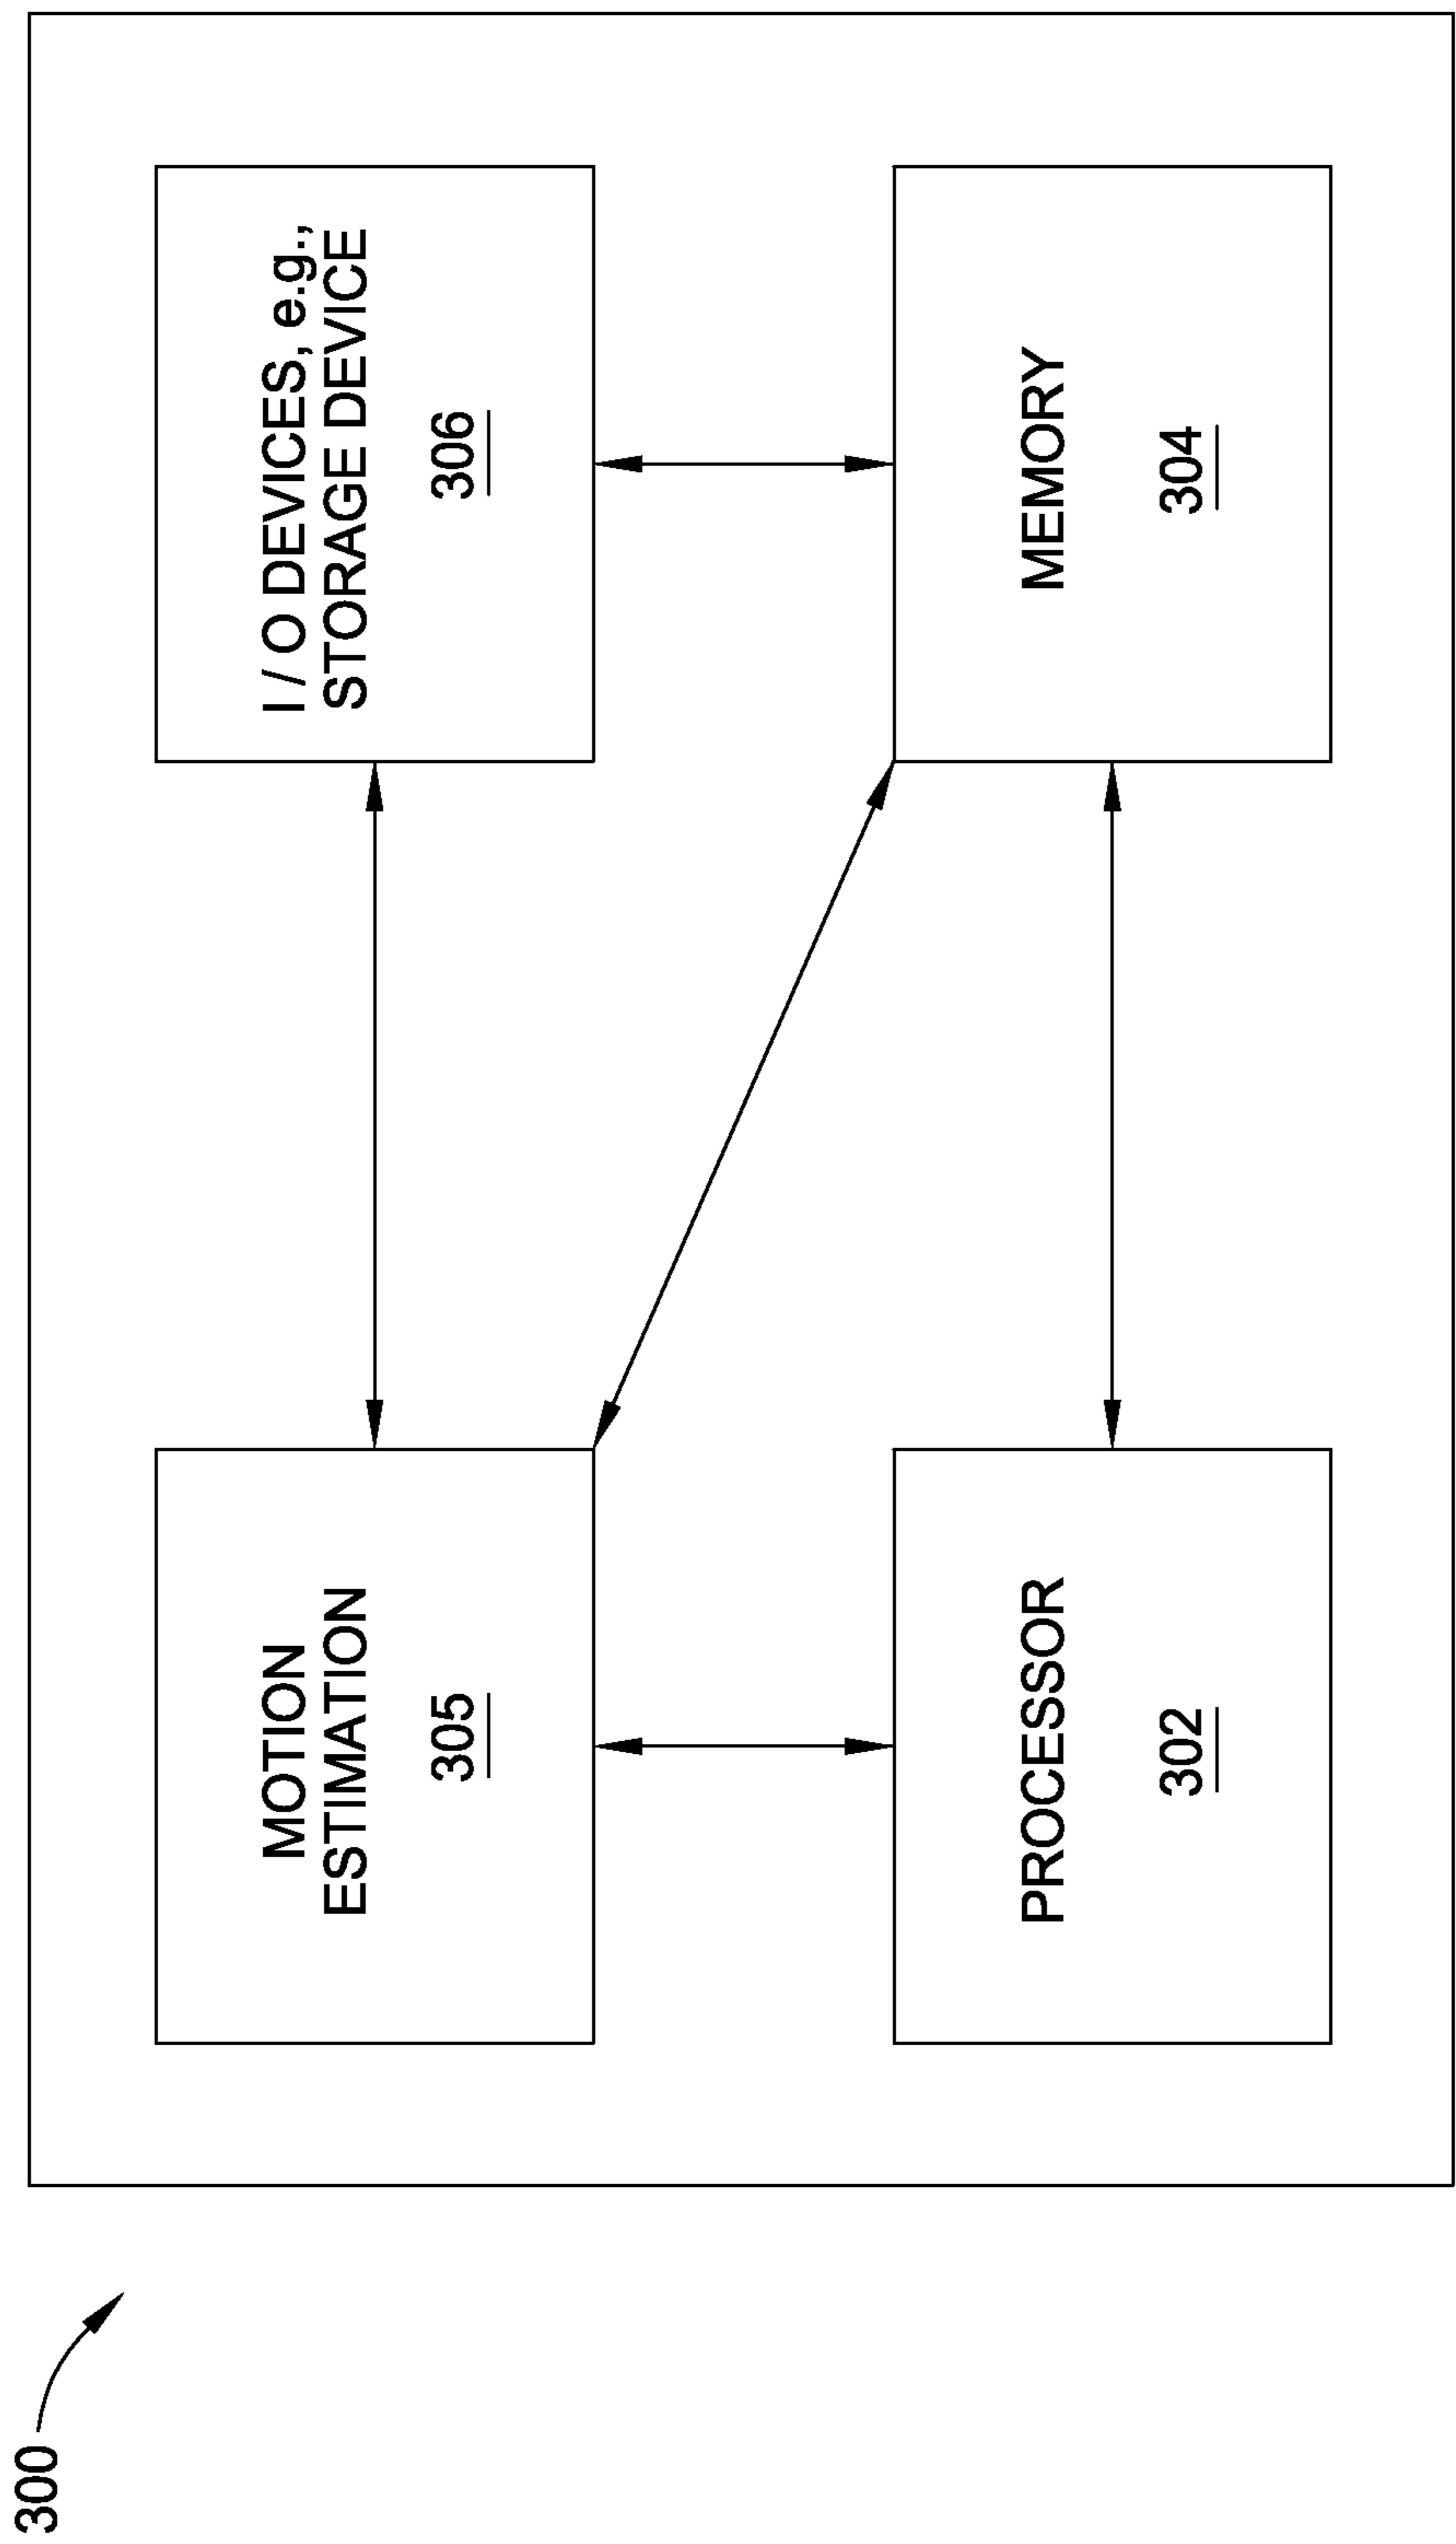 300
MOTION
ESTIMATION
305
I / O DEVICES, e.g.,
STORAGE DEVICE
306
PROCESSOR
302
MEMORY
304